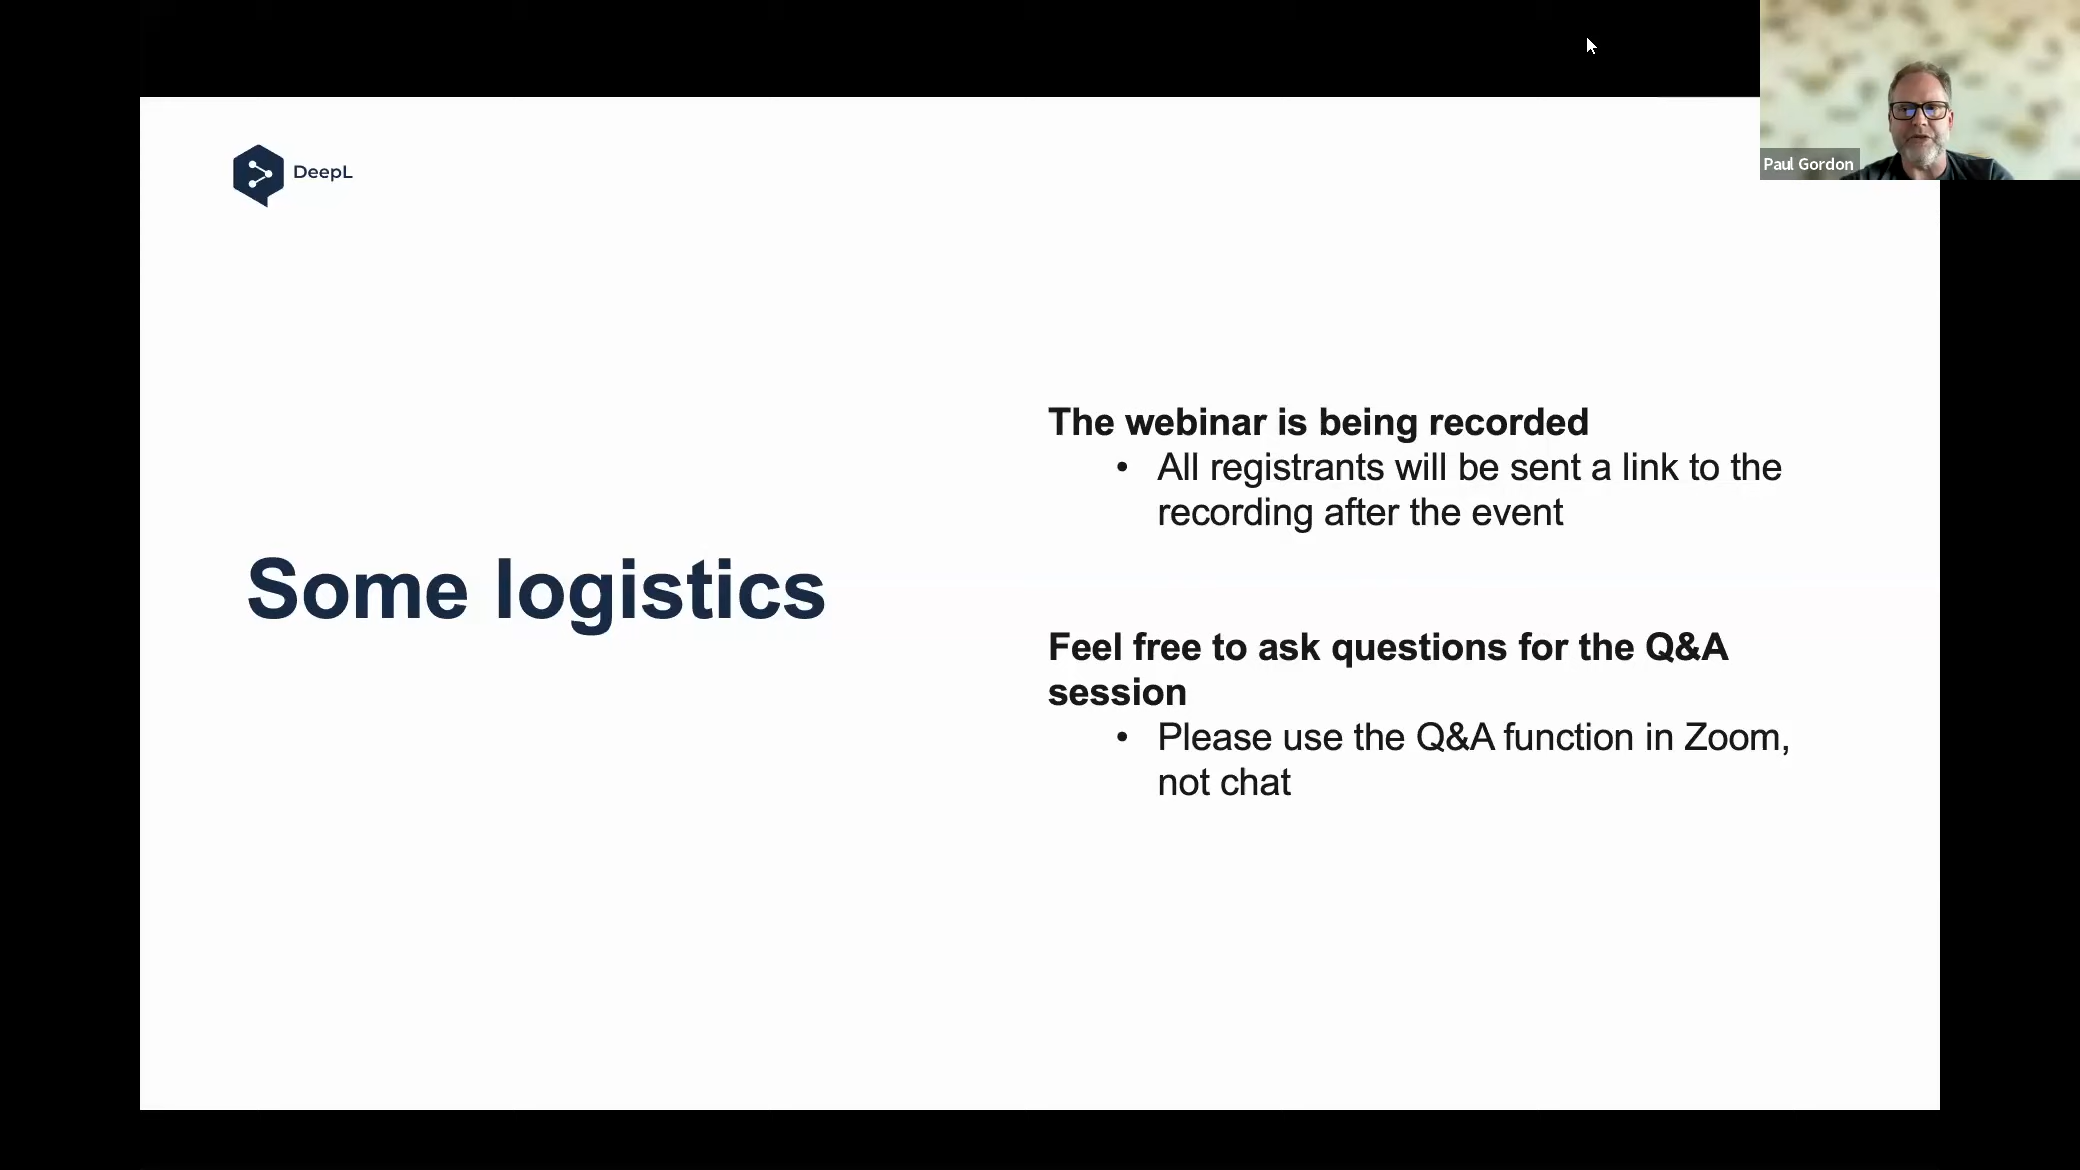 DeepL
Paul Gordon
Some logistics
The webinar is being recorded
• All registrants will be sent a link to the
recording after the event
Feel free to ask questions for the Q&A
session
• Please use the Q&A function in Zoom,
not chat